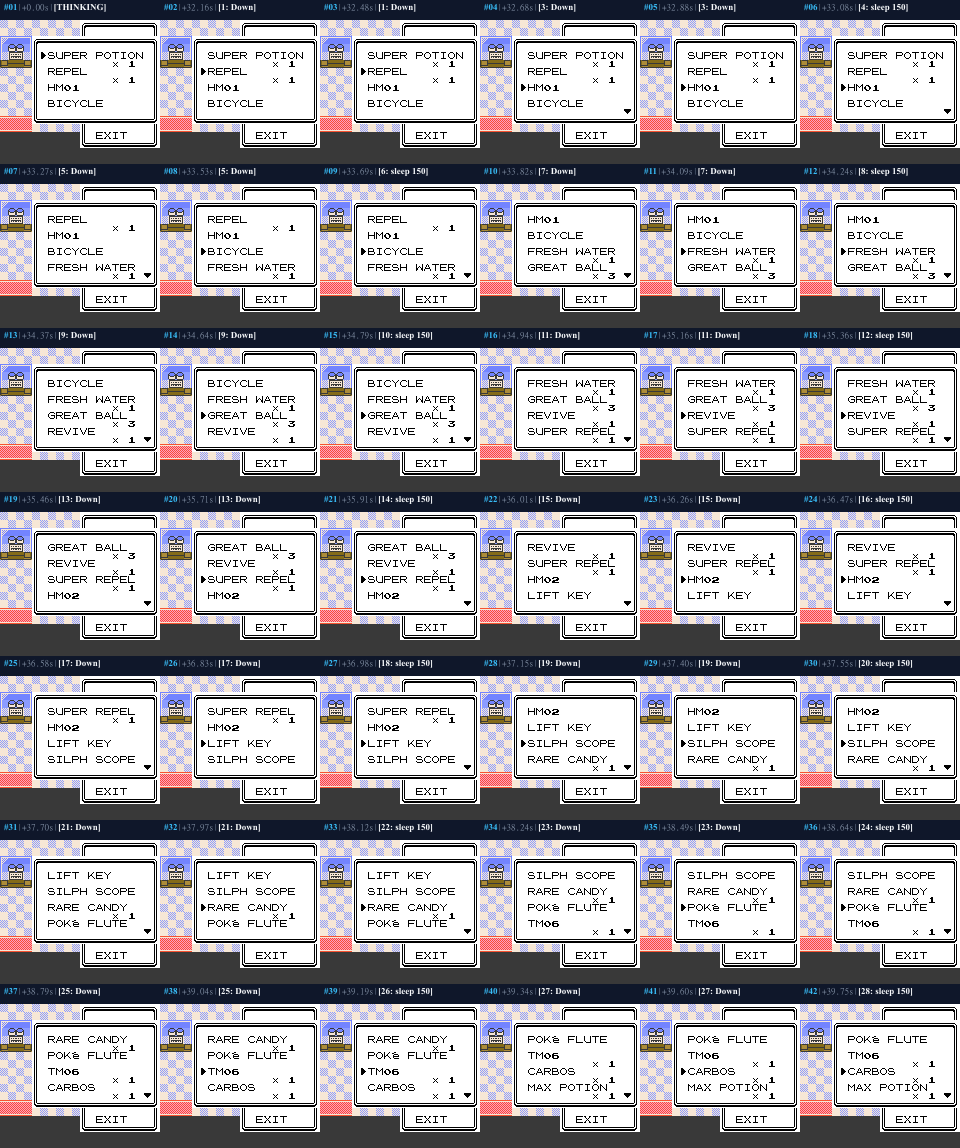 #01 | +0.00s | [THINKING]
▶SUPER POTION
× 1
REPEL
× 1
HM01
BICYCLE
EXIT
#02 | +32.16s | [1: Down]
SUPER POTION
× 1
▶REPEL
× 1
HM01
BICYCLE
EXIT
#03 | +32.48s | [1: Down]
SUPER POTION
× 1
▶REPEL
× 1
HM01
BICYCLE
EXIT
#04 | +32.68s | [3: Down]
SUPER POTION
× 1
REPEL
× 1
▶HM01
BICYCLE
EXIT
#05 | +32.88s | [3: Down]
SUPER POTION
× 1
REPEL
× 1
▶HM01
BICYCLE
EXIT
#06 | +33.08s | [4: sleep 150]
SUPER POTION
× 1
REPEL
× 1
▶HM01
BICYCLE
EXIT
#07 | +33.27s | [5: Down]
REPEL
× 1
HM01
BICYCLE
FRESH WATER
× 1
EXIT
#08 | +33.53s | [5: Down]
REPEL
× 1
HM01
▶BICYCLE
FRESH WATER
× 1
EXIT
#09 | +33.69s | [6: sleep 150]
REPEL
× 1
HM01
▶BICYCLE
FRESH WATER
× 1
EXIT
#10 | +33.82s | [7: Down]
HM01
BICYCLE
FRESH WATER
× 1
GREAT BALL
× 3
EXIT
#11 | +34.09s | [7: Down]
HM01
BICYCLE
▶FRESH WATER
× 1
GREAT BALL
× 3
EXIT
#12 | +34.24s | [8: sleep 150]
HM01
BICYCLE
▶FRESH WATER
× 1
GREAT BALL
× 3
EXIT
#13 | +34.37s | [9: Down]
BICYCLE
FRESH WATER
× 1
GREAT BALL
× 3
REVIVE
× 1
EXIT
#14 | +34.64s | [9: Down]
BICYCLE
FRESH WATER
× 1
▶GREAT BALL
× 3
REVIVE
× 1
EXIT
#15 | +34.79s | [10: sleep 150]
BICYCLE
FRESH WATER
× 1
▶GREAT BALL
× 3
REVIVE
× 1
EXIT
#16 | +34.94s | [11: Down]
FRESH WATER
× 1
GREAT BALL
× 3
REVIVE
× 1
SUPER REPEL
× 1
EXIT
#17 | +35.16s | [11: Down]
FRESH WATER
× 1
GREAT BALL
× 3
▶REVIVE
× 1
SUPER REPEL
× 1
EXIT
#18 | +35.36s | [12: sleep 150]
FRESH WATER
× 1
GREAT BALL
× 3
▶REVIVE
× 1
SUPER REPEL
× 1
EXIT
#19 | +35.46s | [13: Down]
GREAT BALL
× 3
REVIVE
× 1
SUPER REPEL
× 1
HM02
EXIT
#20 | +35.71s | [13: Down]
GREAT BALL
× 3
REVIVE
× 1
▶SUPER REPEL
× 1
HM02
EXIT
#21 | +35.91s | [14: sleep 150]
GREAT BALL
× 3
REVIVE
× 1
▶SUPER REPEL
× 1
HM02
EXIT
#22 | +36.01s | [15: Down]
REVIVE
× 1
SUPER REPEL
× 1
HM02
LIFT KEY
EXIT
#23 | +36.26s | [15: Down]
REVIVE
× 1
SUPER REPEL
× 1
▶HM02
LIFT KEY
EXIT
#24 | +36.47s | [16: sleep 150]
REVIVE
× 1
SUPER REPEL
× 1
▶HM02
LIFT KEY
EXIT
#25 | +36.58s | [17: Down]
SUPER REPEL
× 1
HM02
LIFT KEY
SILPH SCOPE
EXIT
#26 | +36.83s | [17: Down]
SUPER REPEL
× 1
HM02
▶LIFT KEY
SILPH SCOPE
EXIT
#27 | +36.98s | [18: sleep 150]
SUPER REPEL
× 1
HM02
▶LIFT KEY
SILPH SCOPE
EXIT
#28 | +37.15s | [19: Down]
HM02
LIFT KEY
▶SILPH SCOPE
RARE CANDY
× 1
EXIT
#29 | +37.40s | [19: Down]
HM02
LIFT KEY
▶SILPH SCOPE
RARE CANDY
× 1
EXIT
#30 | +37.55s | [20: sleep 150]
HM02
LIFT KEY
▶SILPH SCOPE
RARE CANDY
× 1
EXIT
#31 | +37.70s | [21: Down]
LIFT KEY
SILPH SCOPE
RARE CANDY
× 1
POKé FLUTE
EXIT
#32 | +37.97s | [21: Down]
LIFT KEY
SILPH SCOPE
▶RARE CANDY
× 1
POKé FLUTE
EXIT
#33 | +38.12s | [22: sleep 150]
LIFT KEY
SILPH SCOPE
▶RARE CANDY
× 1
POKé FLUTE
EXIT
#34 | +38.24s | [23: Down]
SILPH SCOPE
RARE CANDY
× 1
POKé FLUTE
TM06
× 1
EXIT
#35 | +38.49s | [23: Down]
SILPH SCOPE
RARE CANDY
× 1
▶POKé FLUTE
TM06
× 1
EXIT
#36 | +38.64s | [24: sleep 150]
SILPH SCOPE
RARE CANDY
× 1
▶POKé FLUTE
TM06
× 1
EXIT
#37 | +38.79s | [25: Down]
RARE CANDY
× 1
POKé FLUTE
TM06
× 1
CARBOS
× 1
EXIT
#38 | +39.04s | [25: Down]
RARE CANDY
× 1
POKé FLUTE
▶TM06
× 1
CARBOS
× 1
EXIT
#39 | +39.19s | [26: sleep 150]
RARE CANDY
× 1
POKé FLUTE
▶TM06
× 1
CARBOS
× 1
EXIT
#40 | +39.34s | [27: Down]
POKé FLUTE
TM06
× 1
CARBOS
× 1
MAX POTION
× 1
EXIT
#41 | +39.60s | [27: Down]
POKé FLUTE
TM06
× 1
▶CARBOS
× 1
MAX POTION
× 1
EXIT
#42 | +39.75s | [28: sleep 150]
POKé FLUTE
TM06
× 1
▶CARBOS
× 1
MAX POTION
× 1
EXIT